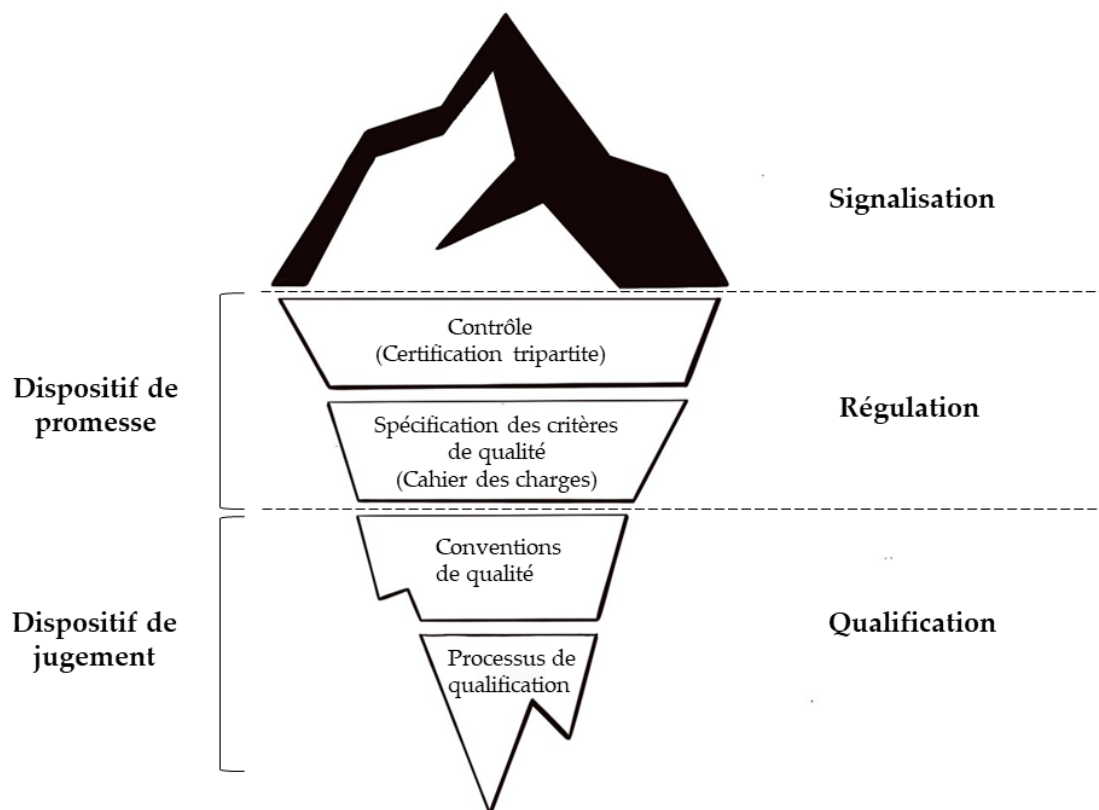 Signalisation
Contrôle
(Certification tripartite)
Dispositif de
promesse
Régulation
Spécification des critères
de qualité
(Cahier des charges)
Conventions
de qualité
Dispositif de
jugement
Qualification
Processus de
qualification